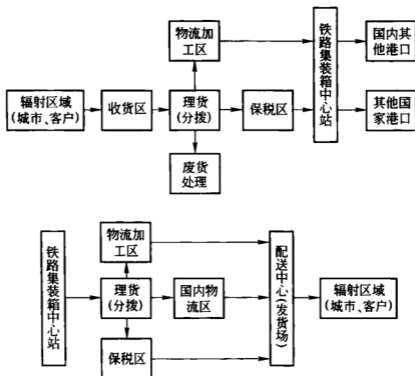 物流加
工区
铁路集装箱中心站
国内其
他港口
辐射区域
(城市、客户)
收货区
理货
(分拨)
保税区
其他国
家港口
废货
处理
铁路集装箱中心站
物流加
工区
理货
(分拨)
国内物
流区
保税区
配送中心(发货场)
辐射区域
(城市、客户)